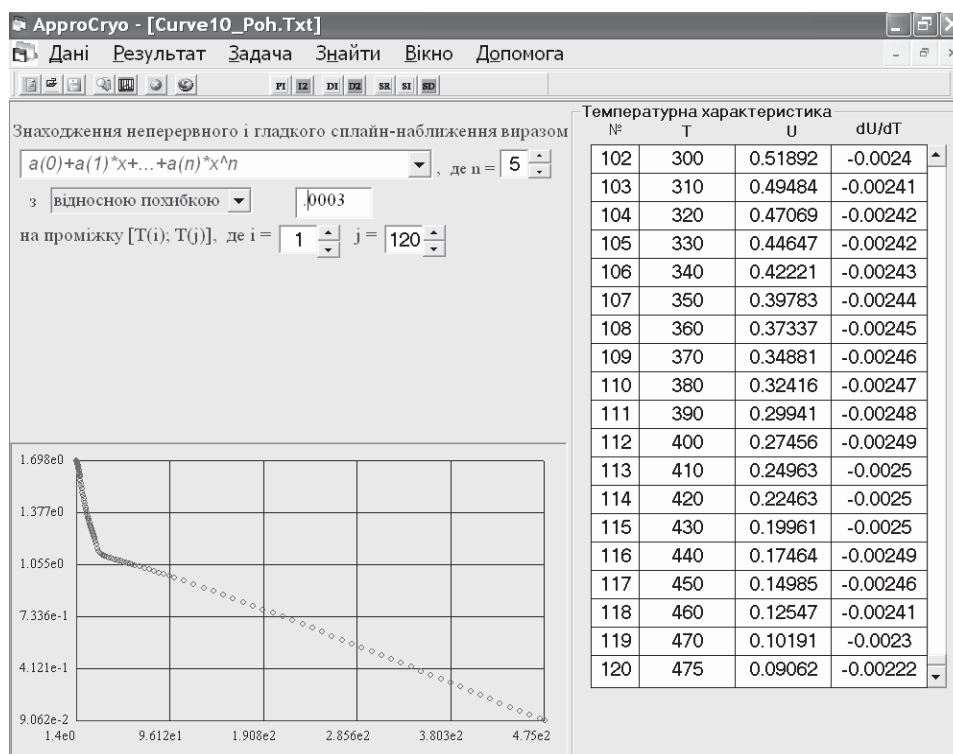 ApproCryo - [Curve10_Poh.Txt]
Дані Результат Задача Знайти Вікно Допомога
PI I2 DI D2 SR SI SD
Знаходження неперервного і гладкого сплайн-наближення виразом
a(0)+a(1)*x+...+a(n)*x^n , де n = 5
з відносною похибкою .0003
на проміжку [T(i); T(j)], де i = 1 j = 120
1.698e0
1.377e0
1.055e0
7.336e-1
4.121e-1
9.062e-2
1.4e0 9.612e1 1.908e2 2.856e2 3.803e2 4.75e2
Температурна характеристика
№ T U dU/dT
102 300 0.51892 -0.0024
103 310 0.49484 -0.00241
104 320 0.47069 -0.00242
105 330 0.44647 -0.00242
106 340 0.42221 -0.00243
107 350 0.39783 -0.00244
108 360 0.37337 -0.00245
109 370 0.34881 -0.00246
110 380 0.32416 -0.00247
111 390 0.29941 -0.00248
112 400 0.27456 -0.00249
113 410 0.24963 -0.0025
114 420 0.22463 -0.0025
115 430 0.19961 -0.0025
116 440 0.17464 -0.00249
117 450 0.14985 -0.00246
118 460 0.12547 -0.00241
119 470 0.10191 -0.0023
120 475 0.09062 -0.00222